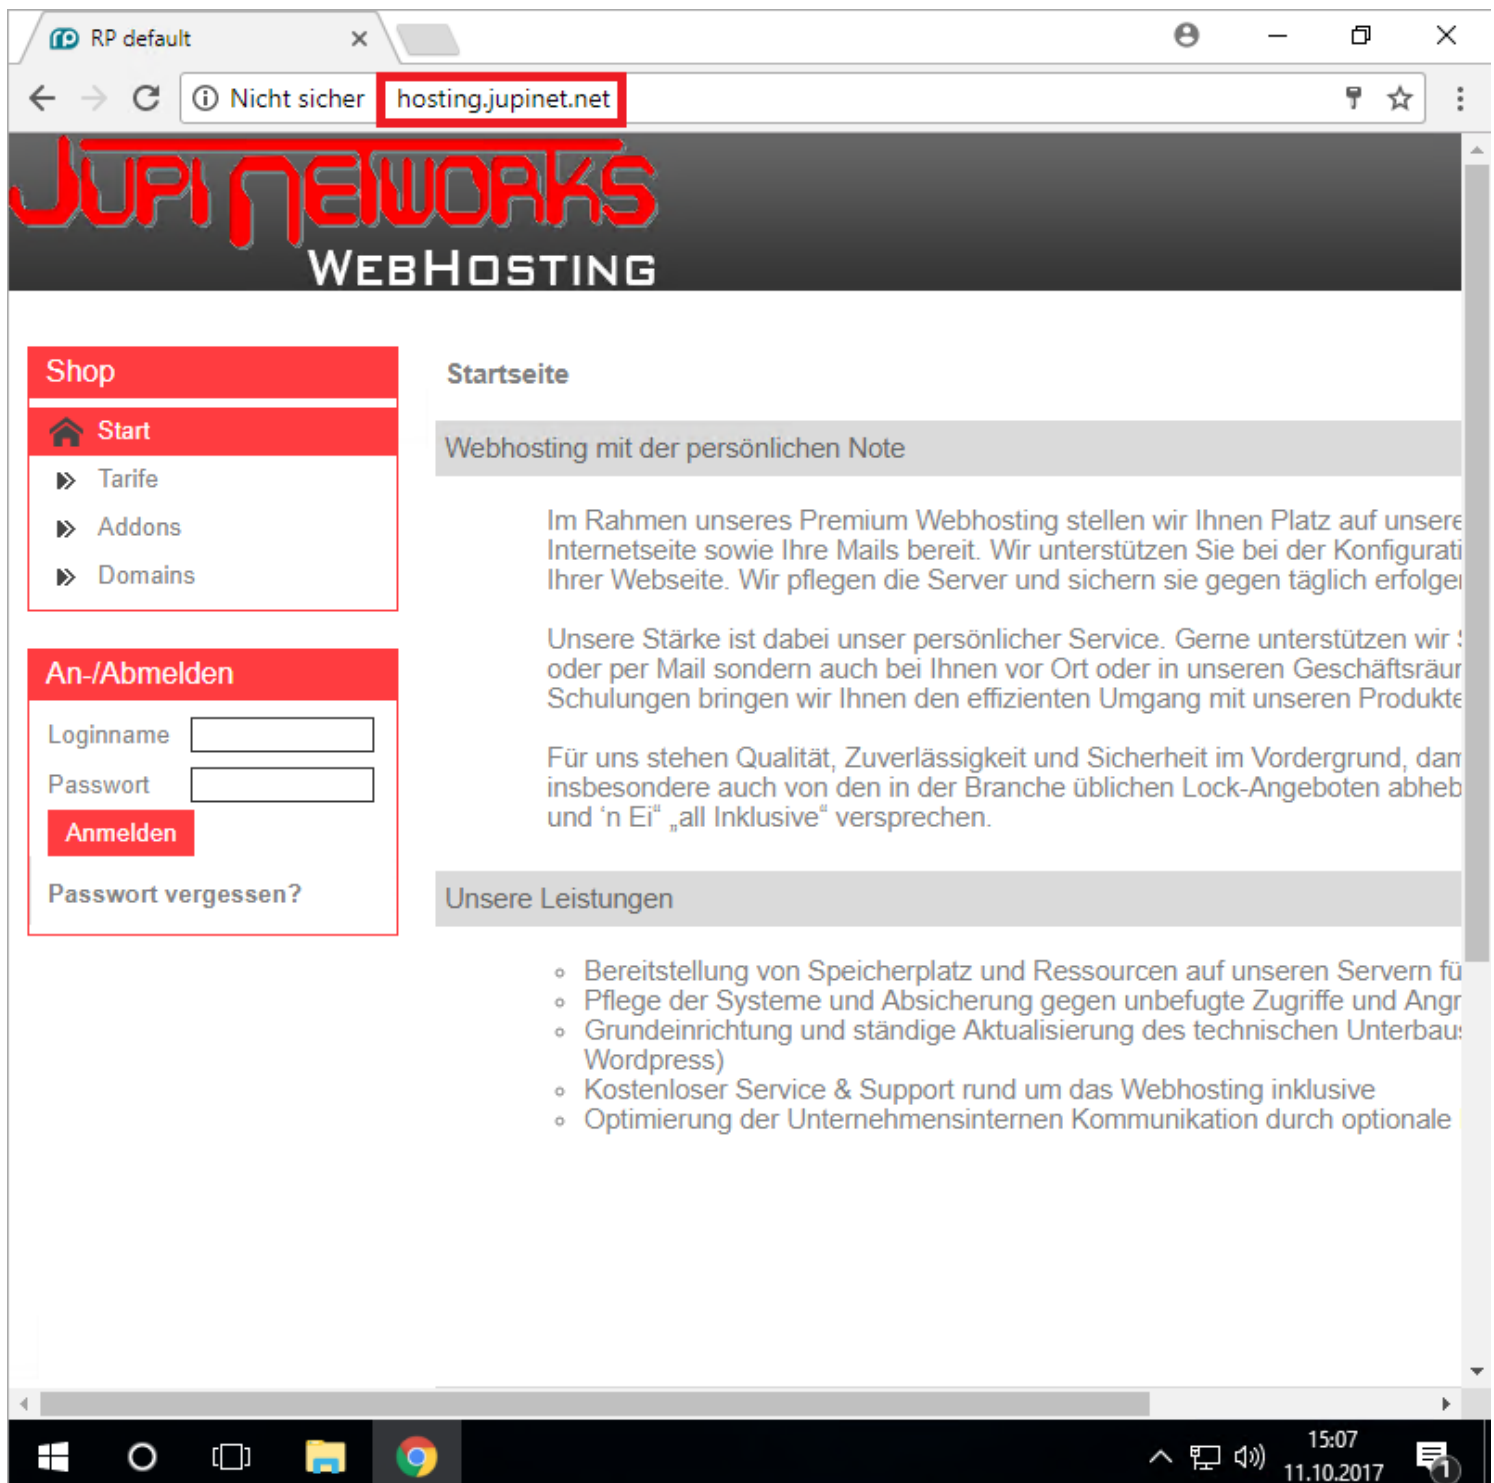 RP default
Nicht sicher hosting.jupinet.net
JUPI NETWORKS
WEBHOSTING
Shop
Start
Tarife
Addons
Domains
An-/Abmelden
Loginname
Passwort
Anmelden
Passwort vergessen?
Startseite
Webhosting mit der persönlichen Note
Im Rahmen unseres Premium Webhosting stellen wir Ihnen Platz auf unsere
Internetseite sowie Ihre Mails bereit. Wir unterstützen Sie bei der Konfigurati
Ihrer Webseite. Wir pflegen die Server und sichern sie gegen täglich erfolge
Unsere Stärke ist dabei unser persönlicher Service. Gerne unterstützen wir
oder per Mail sondern auch bei Ihnen vor Ort oder in unseren Geschäftsräu
Schulungen bringen wir Ihnen den effizienten Umgang mit unseren Produkte
Für uns stehen Qualität, Zuverlässigkeit und Sicherheit im Vordergrund, dam
insbesondere auch von den in der Branche üblichen Lock-Angeboten abheb
und ‘n Ei“ „all Inklusive“ versprechen.
Unsere Leistungen
Bereitstellung von Speicherplatz und Ressourcen auf unseren Servern fü
Pflege der Systeme und Absicherung gegen unbefugte Zugriffe und Angr
Grundeinrichtung und ständige Aktualisierung des technischen Unterbau
Wordpress)
Kostenloser Service & Support rund um das Webhosting inklusive
Optimierung der Unternehmensinternen Kommunikation durch optionale
15:07
11.10.2017
1